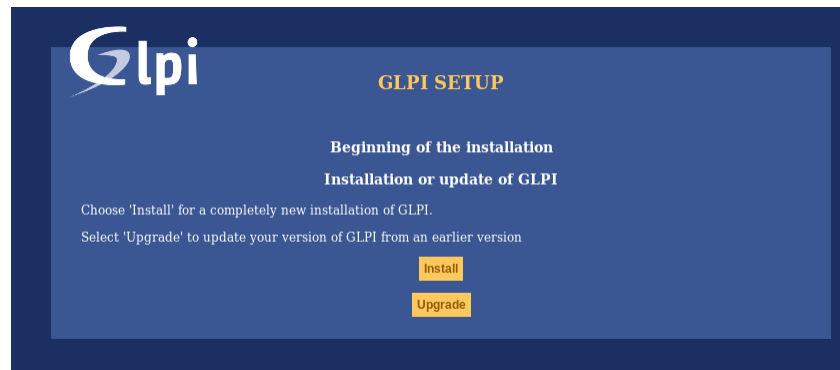 Glpi
GLPI SETUP
Beginning of the installation
Installation or update of GLPI
Choose 'Install' for a completely new installation of GLPI.
Select 'Upgrade' to update your version of GLPI from an earlier version
Install
Upgrade